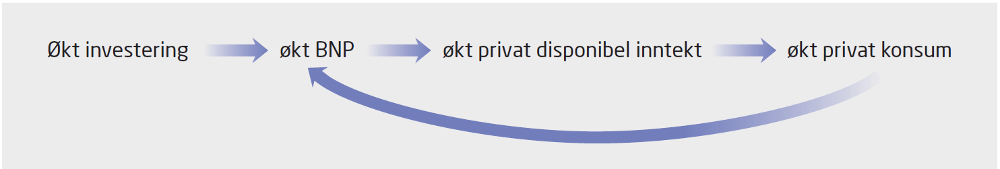 Økt investering økt BNP økt privat disponibel inntekt økt privat konsum